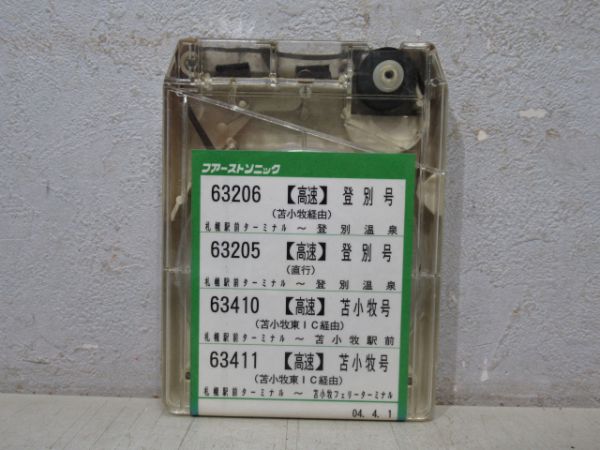 ファーストソニック
63206 【高速】 登別号
（苫小牧経由）
札幌駅前ターミナル ～ 登別温泉
63205 【高速】 登別号
（直行）
札幌駅前ターミナル ～ 登別温泉
63410 【高速】 苫小牧号
（苫小牧東ＩＣ経由）
札幌駅前ターミナル ～ 苫小牧駅前
63411 【高速】 苫小牧号
（苫小牧東ＩＣ経由）
札幌駅前ターミナル ～ 苫小牧フェリーターミナル
04. 4. 1